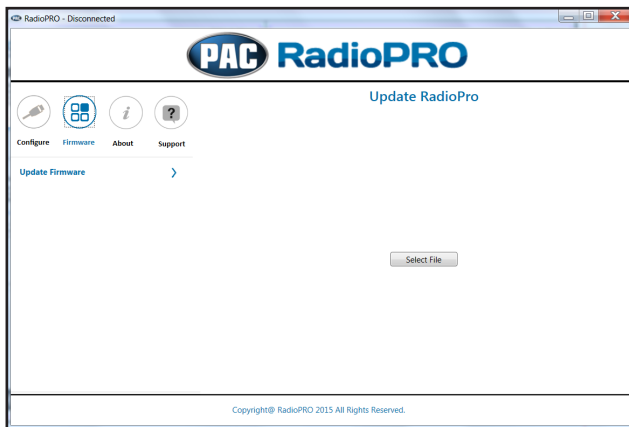 RadioPRO - Disconnected
PAC RadioPRO
Update RadioPro
Configure Firmware About Support
Update Firmware
Select File
Copyright@ RadioPRO 2015 All Rights Reserved.